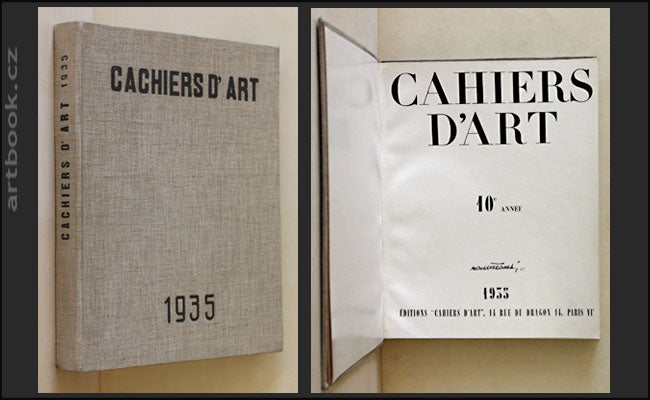 artbook.cz
CACHIERS D' ART 1935
CACHIERS D' ART
1935
CAHIERS
D'ART
10e ANNÉE
1935
ÉDITIONS "CAHIERS D'ART", 14 RUE DU DRAGON 14. PARIS VIe